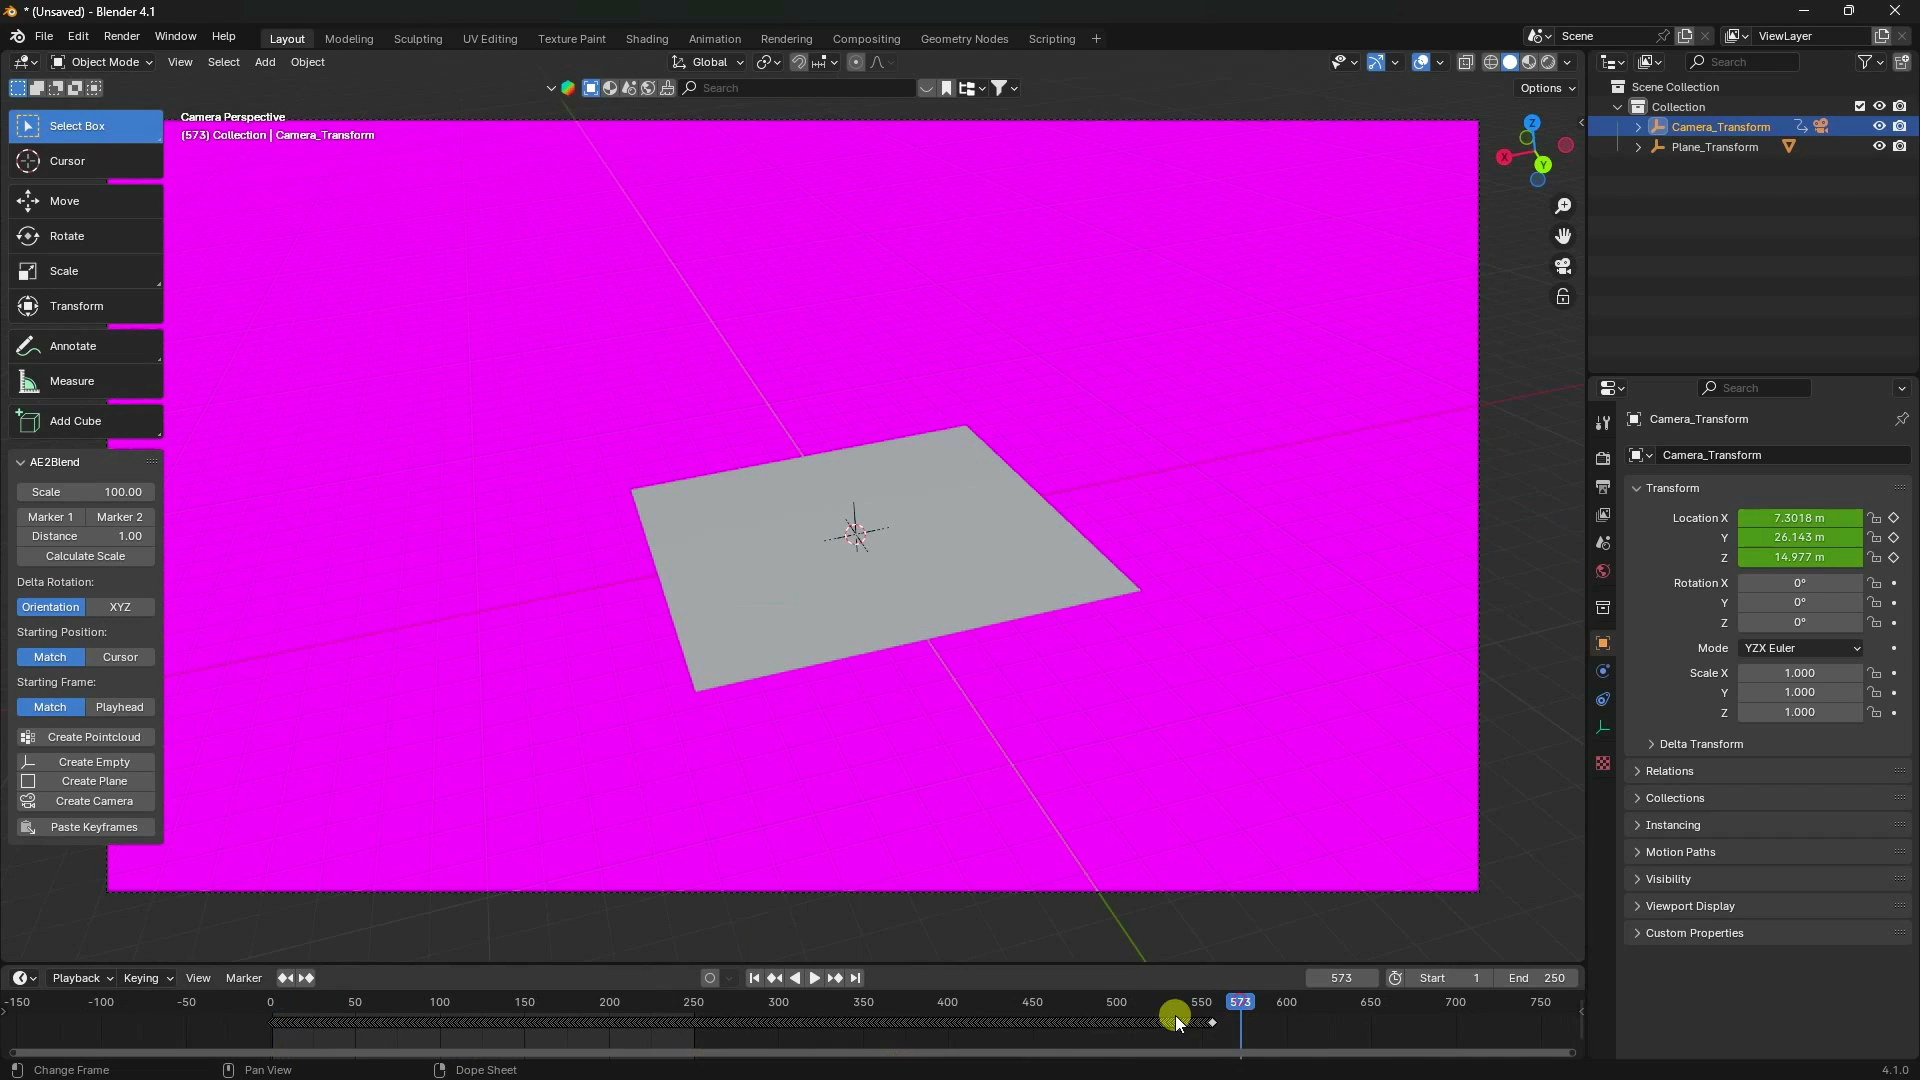 * (Unsaved) - Blender 4.1
File Edit Render Window Help Layout Modeling Sculpting UV Editing Texture Paint Shading Animation Rendering Compositing Geometry Nodes Scripting + Scene ViewLayer
Object Mode View Select Add Object Global Search
Search Options
Camera Perspective
(573) Collection | Camera_Transform
Select Box
Cursor
Move
Rotate
Scale
Transform
Annotate
Measure
Add Cube
AE2Blend
Scale 100.00
Marker 1 Marker 2
Distance 1.00
Calculate Scale
Delta Rotation:
Orientation XYZ
Starting Position:
Match Cursor
Starting Frame:
Match Playhead
Create Pointcloud
Create Empty
Create Plane
Create Camera
Paste Keyframes
Z
X
Y
Scene Collection
Collection
Camera_Transform
Plane_Transform
Search
Camera_Transform
Camera_Transform
Transform
Location X 7.3018 m
Y 26.143 m
Z 14.977 m
Rotation X 0°
Y 0°
Z 0°
Mode YZX Euler
Scale X 1.000
Y 1.000
Z 1.000
Delta Transform
Relations
Collections
Instancing
Motion Paths
Visibility
Viewport Display
Custom Properties
Playback Keying View Marker 573 Start 1 End 250
-150 -100 -50 0 50 100 150 200 250 300 350 400 450 500 550 573 600 650 700 750
Change Frame Pan View Dope Sheet 4.1.0